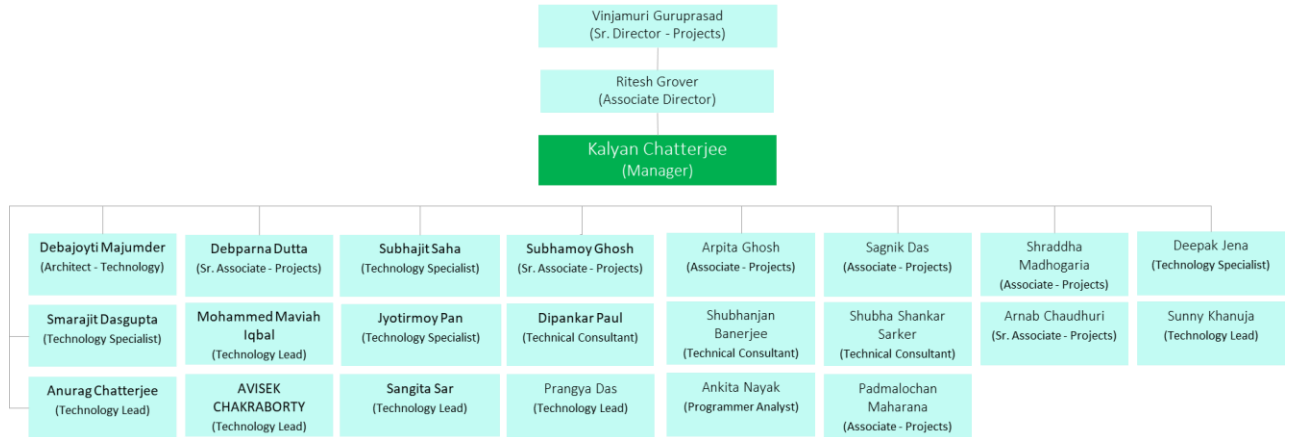 Vinjamuri Guruprasad
(Sr. Director - Projects)
Ritesh Grover
(Associate Director)
Kalyan Chatterjee
(Manager)
Debajoyti Majumder
(Architect - Technology)
Debparna Dutta
(Sr. Associate - Projects)
Subhajit Saha
(Technology Specialist)
Subhamoy Ghosh
(Sr. Associate - Projects)
Arpita Ghosh
(Associate - Projects)
Sagnik Das
(Associate - Projects)
Shraddha
Madhogaria
(Associate - Projects)
Deepak Jena
(Technology Specialist)
Smarajit Dasgupta
(Technology Specialist)
Mohammed Maviah
Iqbal
(Technology Lead)
Jyotirmoy Pan
(Technology Specialist)
Dipankar Paul
(Technical Consultant)
Shubhanjan
Banerjee
(Technical Consultant)
Shubha Shankar
Sarker
(Technical Consultant)
Arnab Chaudhuri
(Sr. Associate - Projects)
Sunny Khanuja
(Technology Lead)
Anurag Chatterjee
(Technology Lead)
AVISEK
CHAKRABORTY
(Technology Lead)
Sangita Sar
(Technology Lead)
Prangya Das
(Technology Lead)
Ankita Nayak
(Programmer Analyst)
Padmalochan
Maharana
(Associate - Projects)